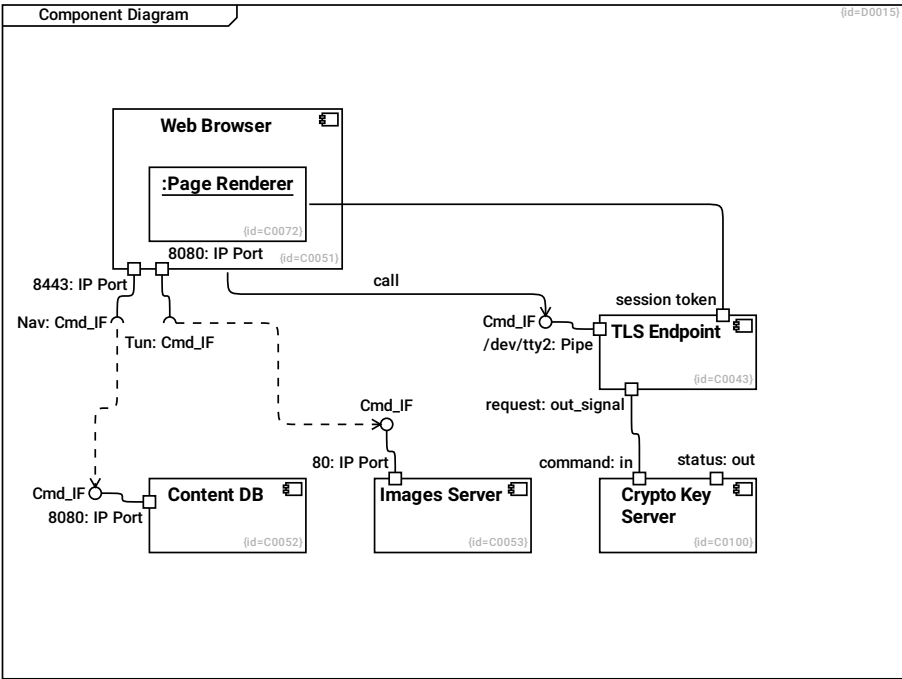 Component Diagram
{id=D0015}
Web Browser
:Page Renderer
{id=C0072}
8080: IP Port
{id=C0051}
8443: IP Port
call
session token
Nav: Cmd_IF
Cmd_IF
TLS Endpoint
Tun: Cmd_IF
/dev/tty2: Pipe
{id=C0043}
Cmd_IF
request: out_signal
80: IP Port
command: in
status: out
Cmd_IF
Content DB
Images Server
Crypto Key
Server
8080: IP Port
{id=C0052}
{id=C0053}
{id=C0100}